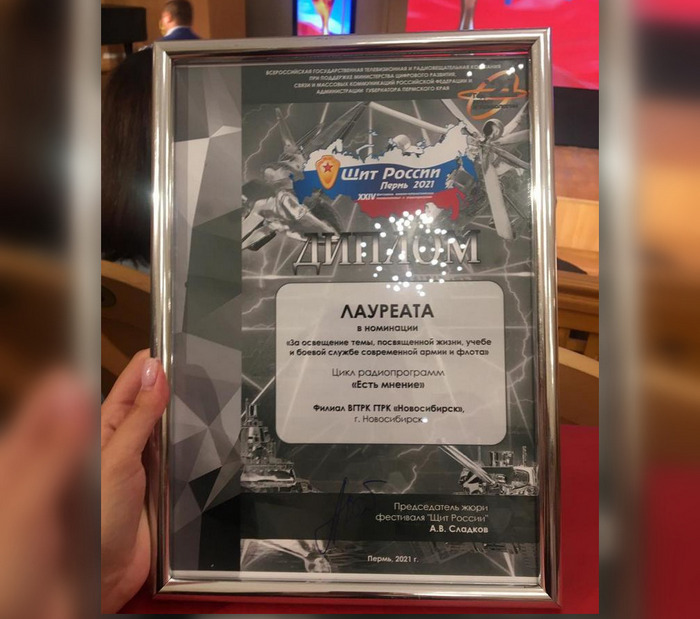 ВСЕРОССИЙСКАЯ ГОСУДАРСТВЕННАЯ ТЕЛЕВИЗИОННАЯ И РАДИОВЕЩАТЕЛЬНАЯ КОМПАНИЯ
ПРИ ПОДДЕРЖКЕ МИНИСТЕРСТВА ЦИФРОВОГО РАЗВИТИЯ,
СВЯЗИ И МАССОВЫХ КОММУНИКАЦИЙ РОССИЙСКОЙ ФЕДЕРАЦИИ И
АДМИНИСТРАЦИИ ГУБЕРНАТОРА ПЕРМСКОГО КРАЯ
Щит России
Пермь 2021
XXIV
ДИПЛОМ
ЛАУРЕАТА
в номинации
«За освещение темы, посвященной жизни, учебе
и боевой службе современной армии и флота»
Цикл радиопрограмм
«Есть мнение»
Филиал ВГТРК ГТРК «Новосибирск»,
г. Новосибирск
Председатель жюри
фестиваля "Щит России"
А.В. Сладков
Пермь, 2021 г.